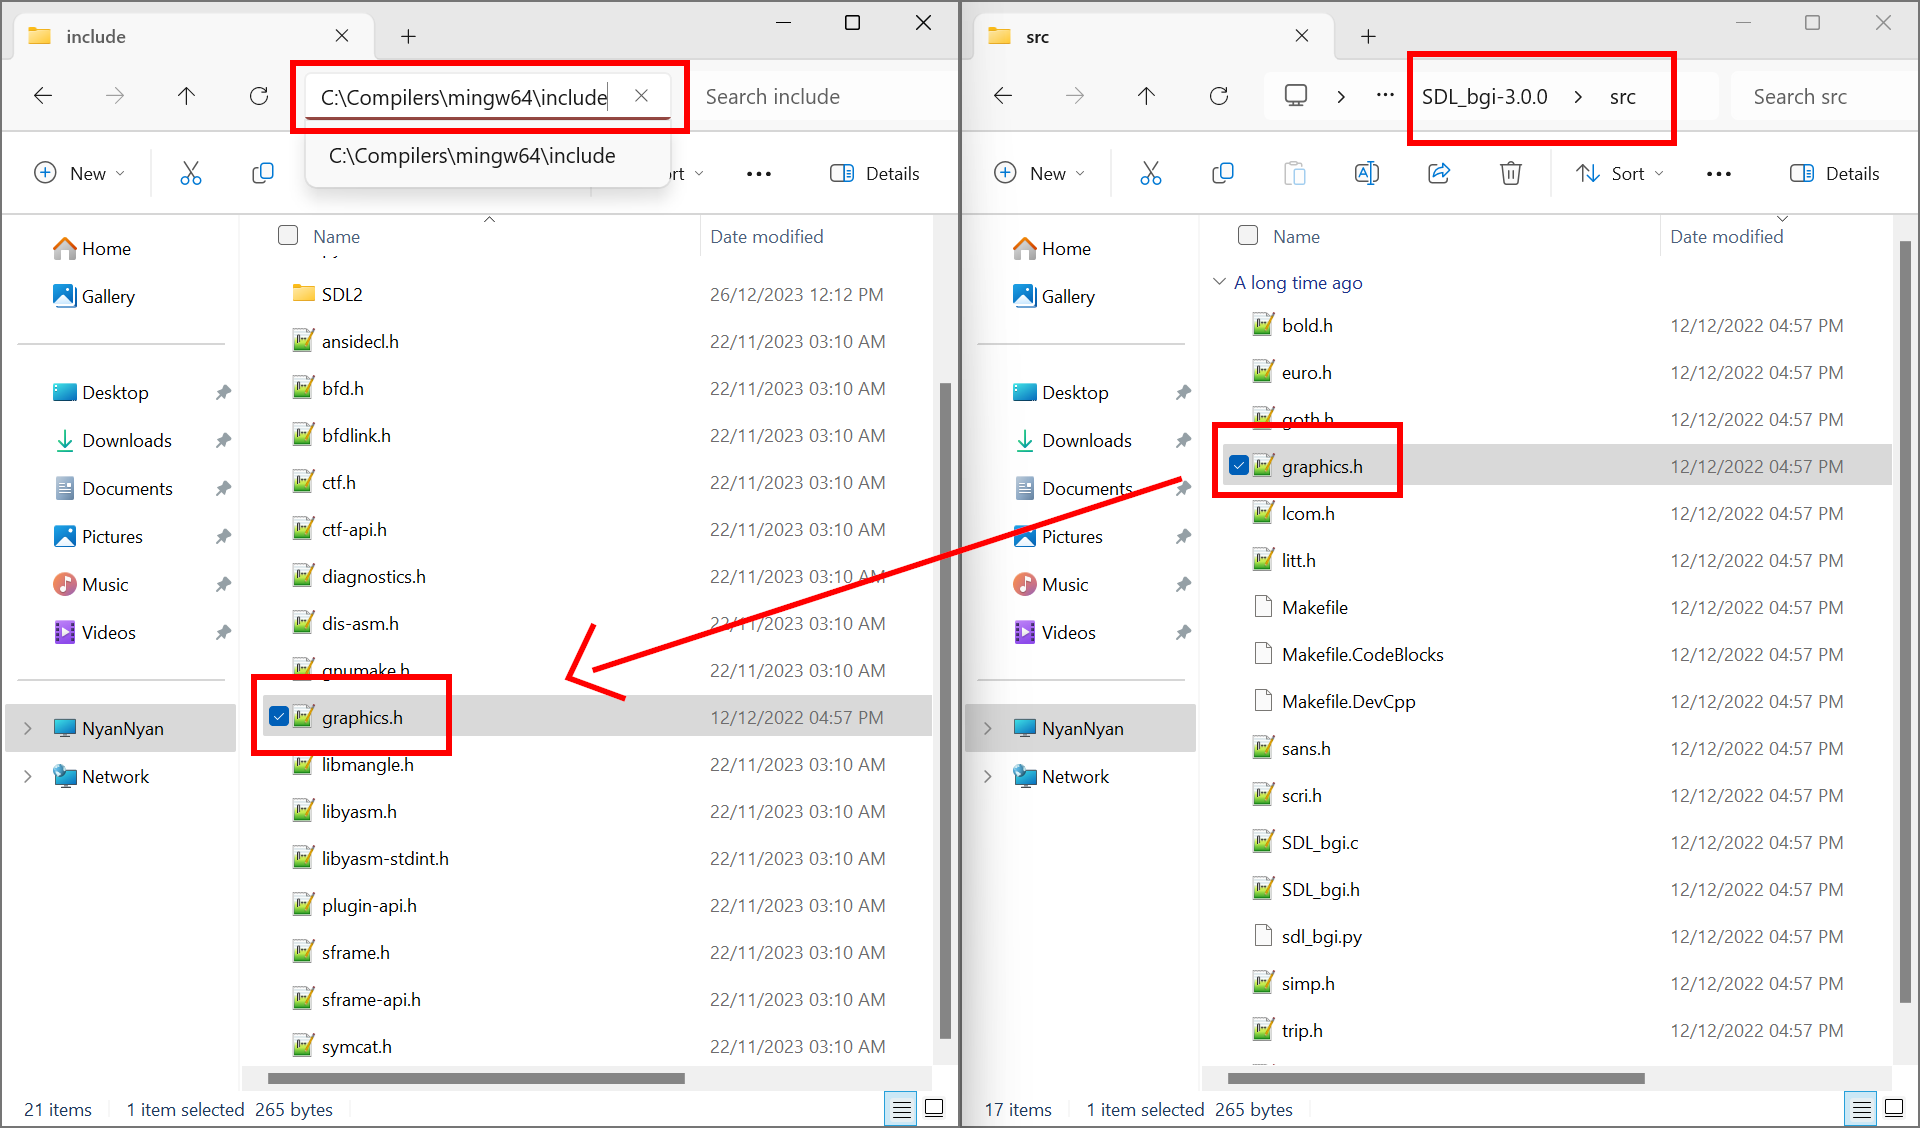 include
C:\Compilers\mingw64\include
Search include
C:\Compilers\mingw64\include
New
rt
Details
Home
Gallery
Desktop
Downloads
Documents
Pictures
Music
Videos
NyanNyan
Network
Name Date modified
SDL2 26/12/2023 12:12 PM
ansidecl.h 22/11/2023 03:10 AM
bfd.h 22/11/2023 03:10 AM
bfdlink.h 22/11/2023 03:10 AM
ctf.h 22/11/2023 03:10 AM
ctf-api.h 22/11/2023 03:10 AM
diagnostics.h 22/11/2023 03:10 AM
dis-asm.h 22/11/2023 03:10 AM
gnumake.h 22/11/2023 03:10 AM
graphics.h 12/12/2022 04:57 PM
libmangle.h 22/11/2023 03:10 AM
libyasm.h 22/11/2023 03:10 AM
libyasm-stdint.h 22/11/2023 03:10 AM
plugin-api.h 22/11/2023 03:10 AM
sframe.h 22/11/2023 03:10 AM
sframe-api.h 22/11/2023 03:10 AM
symcat.h 22/11/2023 03:10 AM
21 items 1 item selected 265 bytes
src
SDL_bgi-3.0.0 > src
Search src
New
Sort
Details
Home
Gallery
Desktop
Downloads
Documents
Pictures
Music
Videos
NyanNyan
Network
Name Date modified
A long time ago
bold.h 12/12/2022 04:57 PM
euro.h 12/12/2022 04:57 PM
goth.h 12/12/2022 04:57 PM
graphics.h 12/12/2022 04:57 PM
lcom.h 12/12/2022 04:57 PM
litt.h 12/12/2022 04:57 PM
Makefile 12/12/2022 04:57 PM
Makefile.CodeBlocks 12/12/2022 04:57 PM
Makefile.DevCpp 12/12/2022 04:57 PM
sans.h 12/12/2022 04:57 PM
scri.h 12/12/2022 04:57 PM
SDL_bgi.c 12/12/2022 04:57 PM
SDL_bgi.h 12/12/2022 04:57 PM
sdl_bgi.py 12/12/2022 04:57 PM
simp.h 12/12/2022 04:57 PM
trip.h 12/12/2022 04:57 PM
17 items 1 item selected 265 bytes